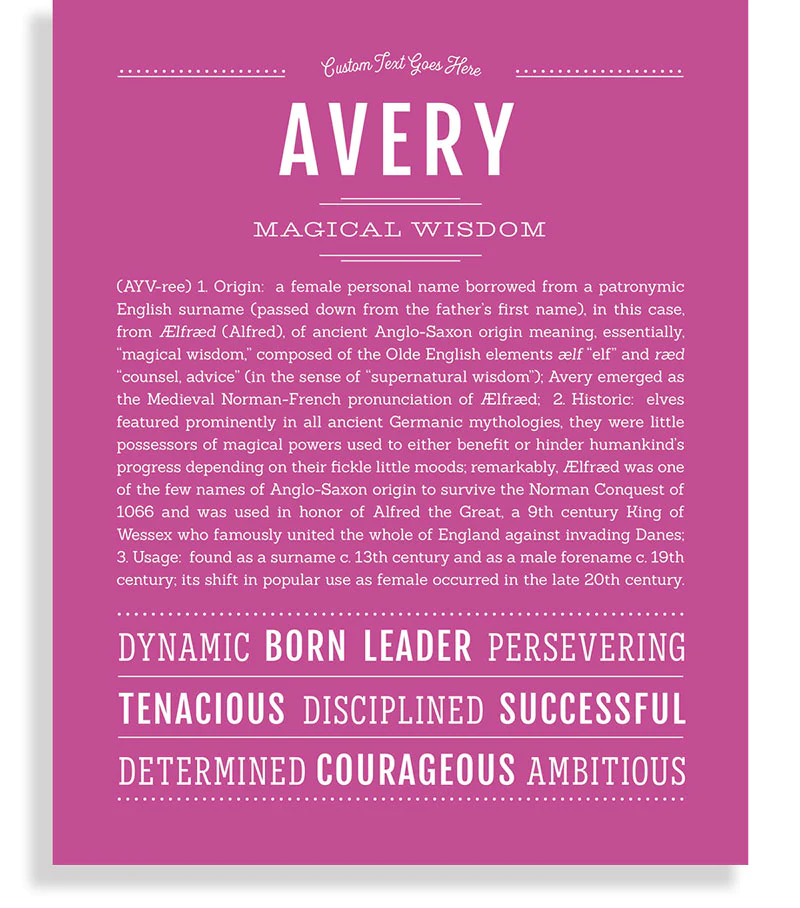 Custom Text Goes Here
AVERY
MAGICAL WISDOM
(AYV-ree) 1. Origin: a female personal name borrowed from a patronymic
English surname (passed down from the father's first name), in this case,
from Ælfræd (Alfred), of ancient Anglo-Saxon origin meaning, essentially,
“magical wisdom,” composed of the Olde English elements ælf “elf” and ræd
“counsel, advice” (in the sense of “supernatural wisdom”); Avery emerged as
the Medieval Norman-French pronunciation of Ælfræd; 2. Historic: elves
featured prominently in all ancient Germanic mythologies, they were little
possessors of magical powers used to either benefit or hinder humankind's
progress depending on their fickle little moods; remarkably, Ælfræd was one
of the few names of Anglo-Saxon origin to survive the Norman Conquest of
1066 and was used in honor of Alfred the Great, a 9th century King of
Wessex who famously united the whole of England against invading Danes;
3. Usage: found as a surname c. 13th century and as a male forename c. 19th
century; its shift in popular use as female occurred in the late 20th century.
DYNAMIC BORN LEADER PERSEVERING
TENACIOUS DISCIPLINED SUCCESSFUL
DETERMINED COURAGEOUS AMBITIOUS